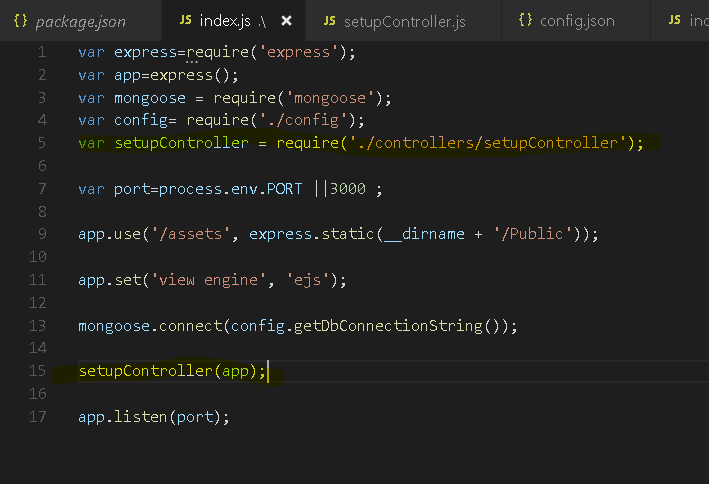 {} package.json JS index.js .\ × JS setupController.js {} config.json JS ind
1 var express=require('express');
2 var app=express();
3 var mongoose = require('mongoose');
4 var config= require('./config');
5 var setupController = require('./controllers/setupController');
6
7 var port=process.env.PORT ||3000 ;
8
9 app.use('/assets', express.static(__dirname + '/Public'));
10
11 app.set('view engine', 'ejs');
12
13 mongoose.connect(config.getDbConnectionString());
14
15 setupController(app);
16
17 app.listen(port);